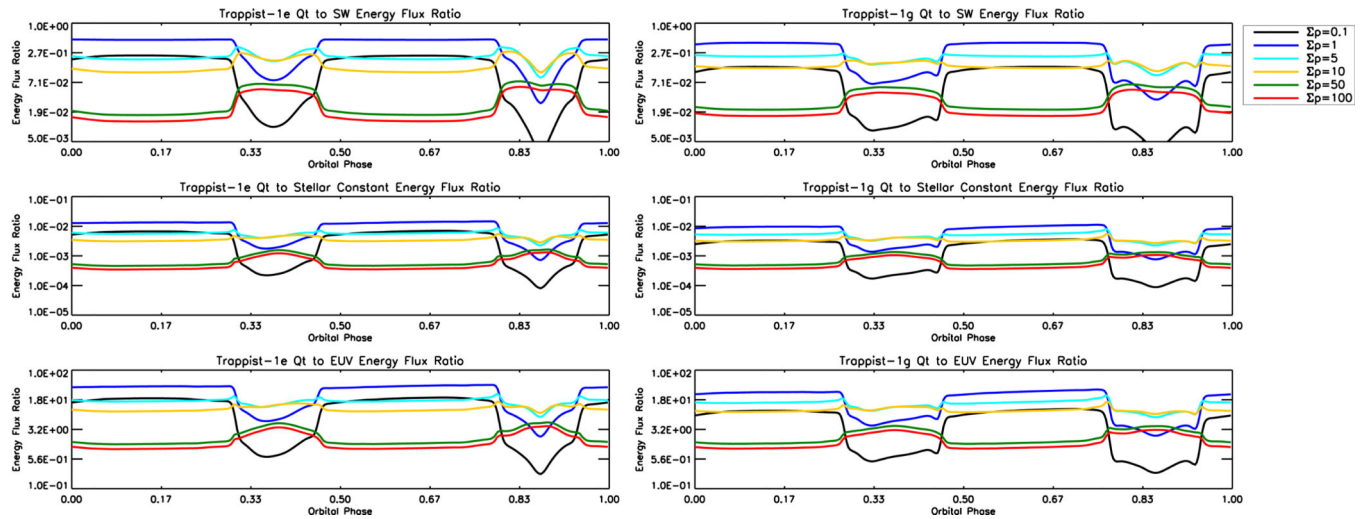 Trappist-1e Qt to SW Energy Flux Ratio
Energy Flux Ratio
1.0E+00
2.7E-01
7.1E-02
1.9E-02
5.0E-03
0.00 0.17 0.33 0.50 0.67 0.83 1.00
Orbital Phase
Trappist-1g Qt to SW Energy Flux Ratio
Energy Flux Ratio
1.0E+00
2.7E-01
7.1E-02
1.9E-02
5.0E-03
0.00 0.17 0.33 0.50 0.67 0.83 1.00
Orbital Phase
Σρ=0.1
Σρ=1
Σρ=5
Σρ=10
Σρ=50
Σρ=100
Trappist-1e Qt to Stellar Constant Energy Flux Ratio
Energy Flux Ratio
1.0E-01
1.0E-02
1.0E-03
1.0E-04
1.0E-05
0.00 0.17 0.33 0.50 0.67 0.83 1.00
Orbital Phase
Trappist-1g Qt to Stellar Constant Energy Flux Ratio
Energy Flux Ratio
1.0E-01
1.0E-02
1.0E-03
1.0E-04
1.0E-05
0.00 0.17 0.33 0.50 0.67 0.83 1.00
Orbital Phase
Trappist-1e Qt to EUV Energy Flux Ratio
Energy Flux Ratio
1.0E+02
1.8E+01
3.2E+00
5.6E-01
1.0E-01
0.00 0.17 0.33 0.50 0.67 0.83 1.00
Orbital Phase
Trappist-1g Qt to EUV Energy Flux Ratio
Energy Flux Ratio
1.0E+02
1.8E+01
3.2E+00
5.6E-01
1.0E-01
0.00 0.17 0.33 0.50 0.67 0.83 1.00
Orbital Phase